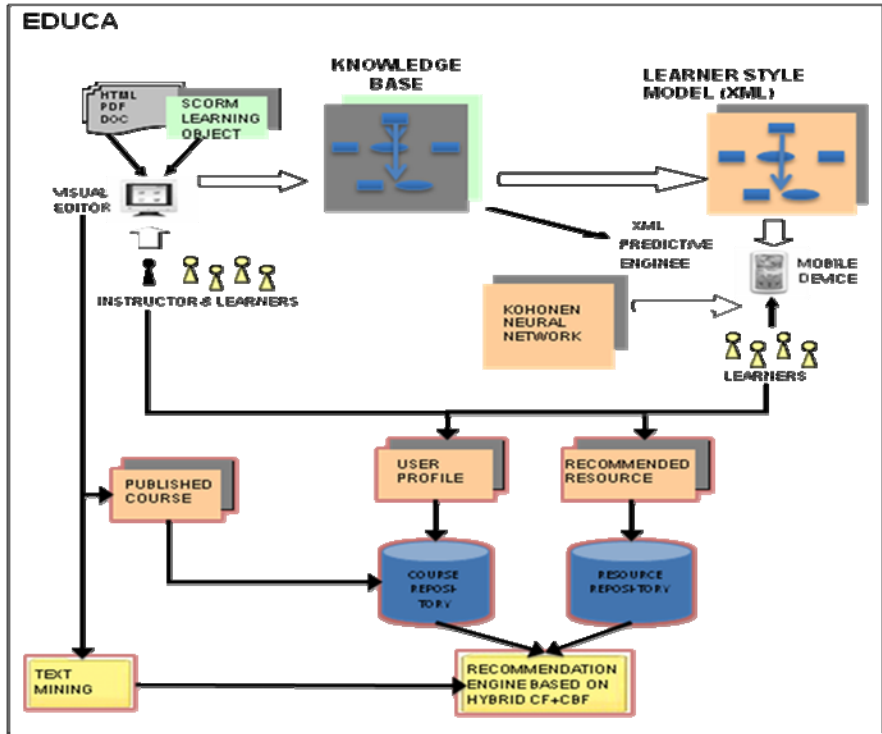 EDUCA
HTML
PDF
DOC
SCORM
LEARNING
OBJECT
KNOWLEDGE
BASE
LEARNER STYLE
MODEL (XML)
VISUAL
EDITOR
XML
PREDICTIVE
ENGINEE
MOBILE
DEVICE
INSTRUCTOR & LEARNERS
KOHONEN
NEURAL
NETWORK
LEARNERS
PUBLISHED
COURSE
USER
PROFILE
RECOMMENDED
RESOURCE
COURSE
REPOSI-
TORY
RESOURCE
REPOSITORY
TEXT
MINING
RECOMMENDATION
ENGINE BASED ON
HYBRID CF+CBF